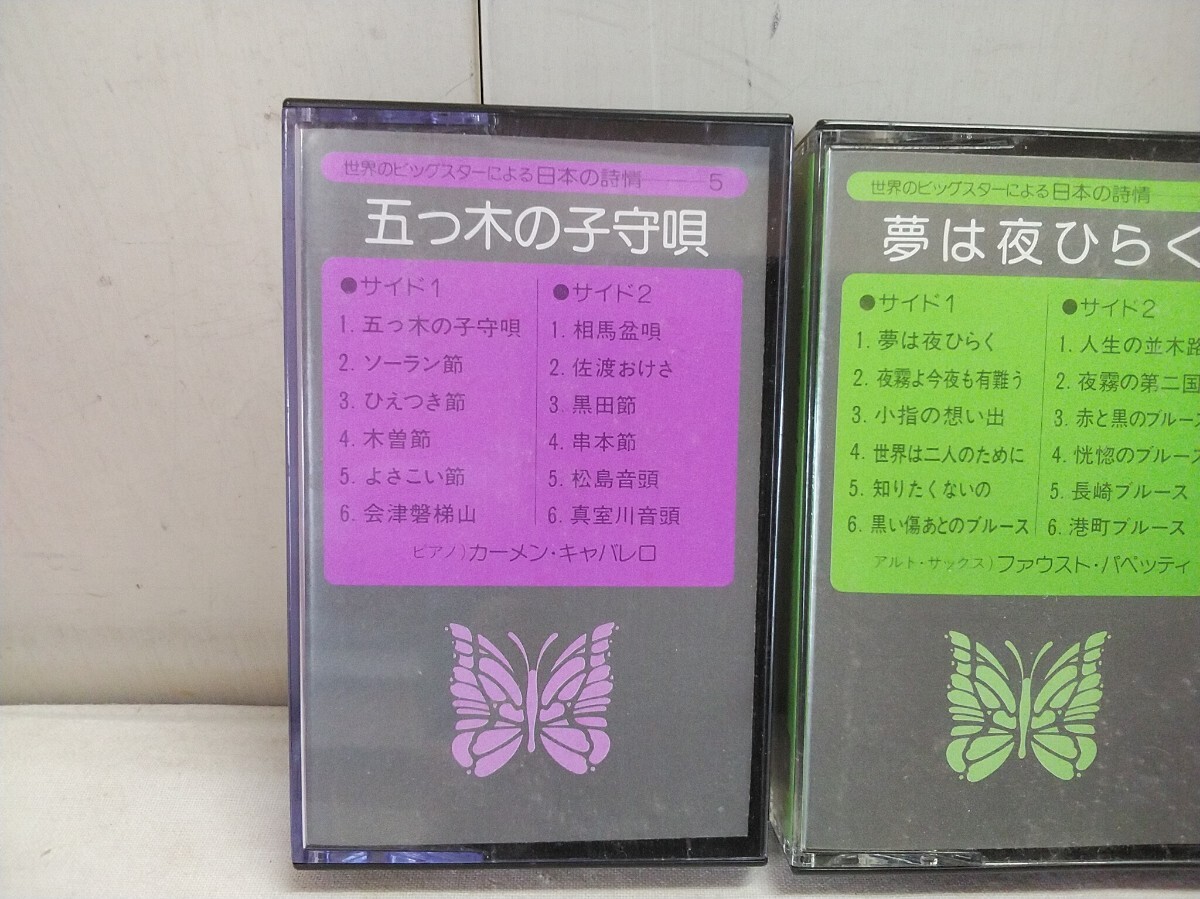 世界のビッグスターによる日本の詩情――5
五つ木の子守唄
●サイド1
1. 五つ木の子守唄
2. ソーラン節
3. ひえつき節
4. 木曽節
5. よさこい節
6. 会津磐梯山
●サイド2
1. 相馬盆唄
2. 佐渡おけさ
3. 黒田節
4. 串本節
5. 松島音頭
6. 真室川音頭
ピアノ）カーメン・キャバレロ
世界のビッグスターによる日本の詩情
夢は夜ひらく
●サイド1
1. 夢は夜ひらく
2. 夜霧よ今夜も有難う
3. 小指の想い出
4. 世界は二人のために
5. 知りたくないの
6. 黒い傷あとのブルース
●サイド2
1. 人生の並木路
2. 夜霧の第二国
3. 赤と黒のブルース
4. 恍惚のブルース
5. 長崎ブルース
6. 港町ブルース
アルト・サックス）ファウスト・パペッティ